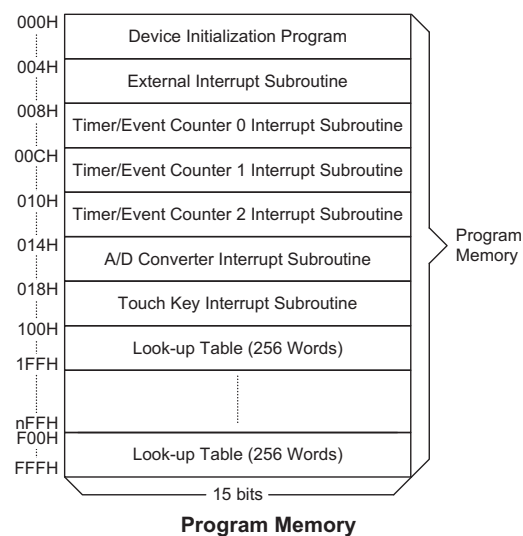 000H
Device Initialization Program
004H
External Interrupt Subroutine
008H
Timer/Event Counter 0 Interrupt Subroutine
00CH
Timer/Event Counter 1 Interrupt Subroutine
010H
Timer/Event Counter 2 Interrupt Subroutine
014H
A/D Converter Interrupt Subroutine
018H
Touch Key Interrupt Subroutine
100H
Look-up Table (256 Words)
1FFH
nFFH
F00H
Look-up Table (256 Words)
FFFH
Program
Memory
15 bits
Program Memory